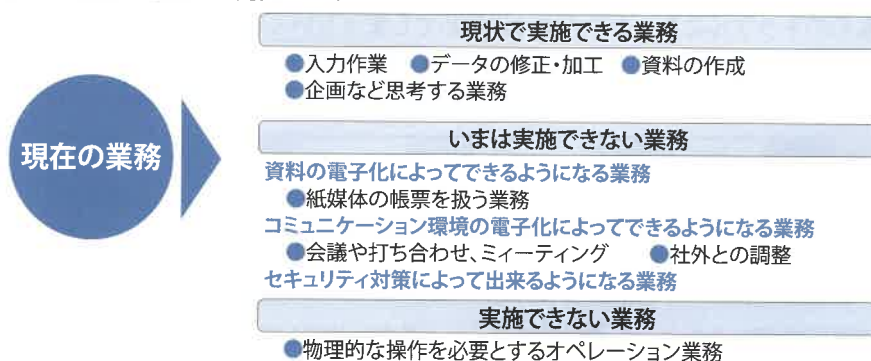 現在の業務
現状で実施できる業務
●入力作業 ●データの修正・加工 ●資料の作成
●企画など思考する業務
いまは実施できない業務
資料の電子化によってできるようになる業務
●紙媒体の帳票を扱う業務
コミュニケーション環境の電子化によってできるようになる業務
●会議や打ち合わせ、ミィーティング ●社外との調整
セキュリティ対策によって出来るようになる業務
実施できない業務
●物理的な操作を必要とするオペレーション業務